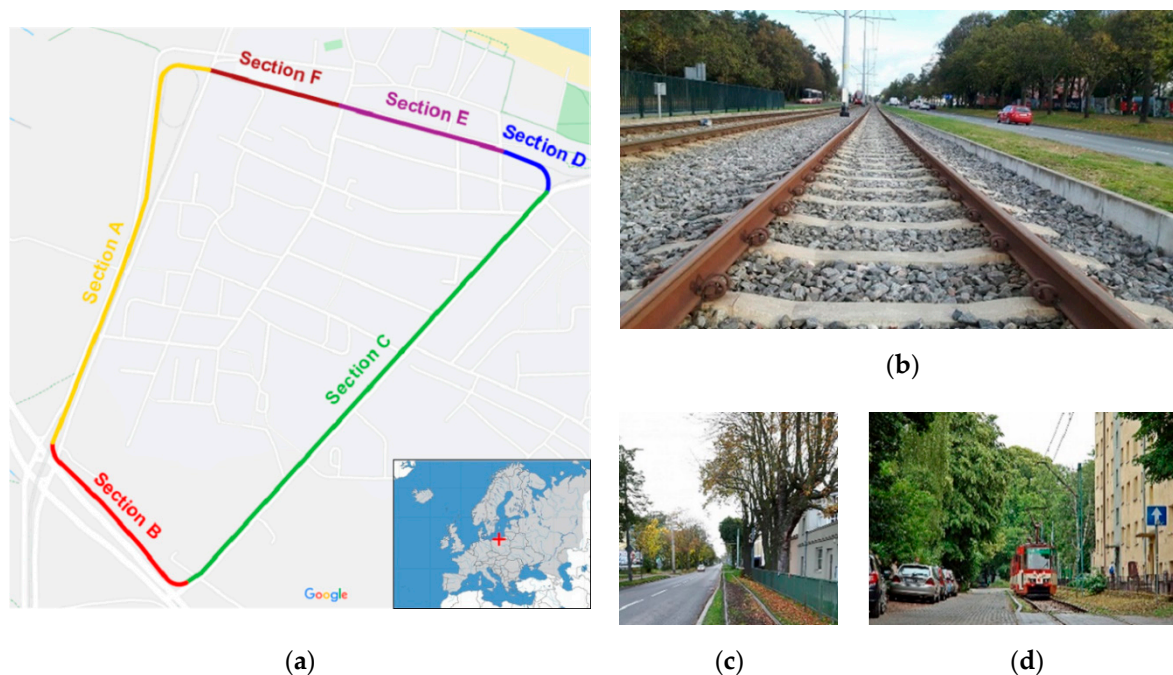 Section F
Section E
Section D
Section A
Section C
Section B
Google
(a)
(b)
(c)
(d)